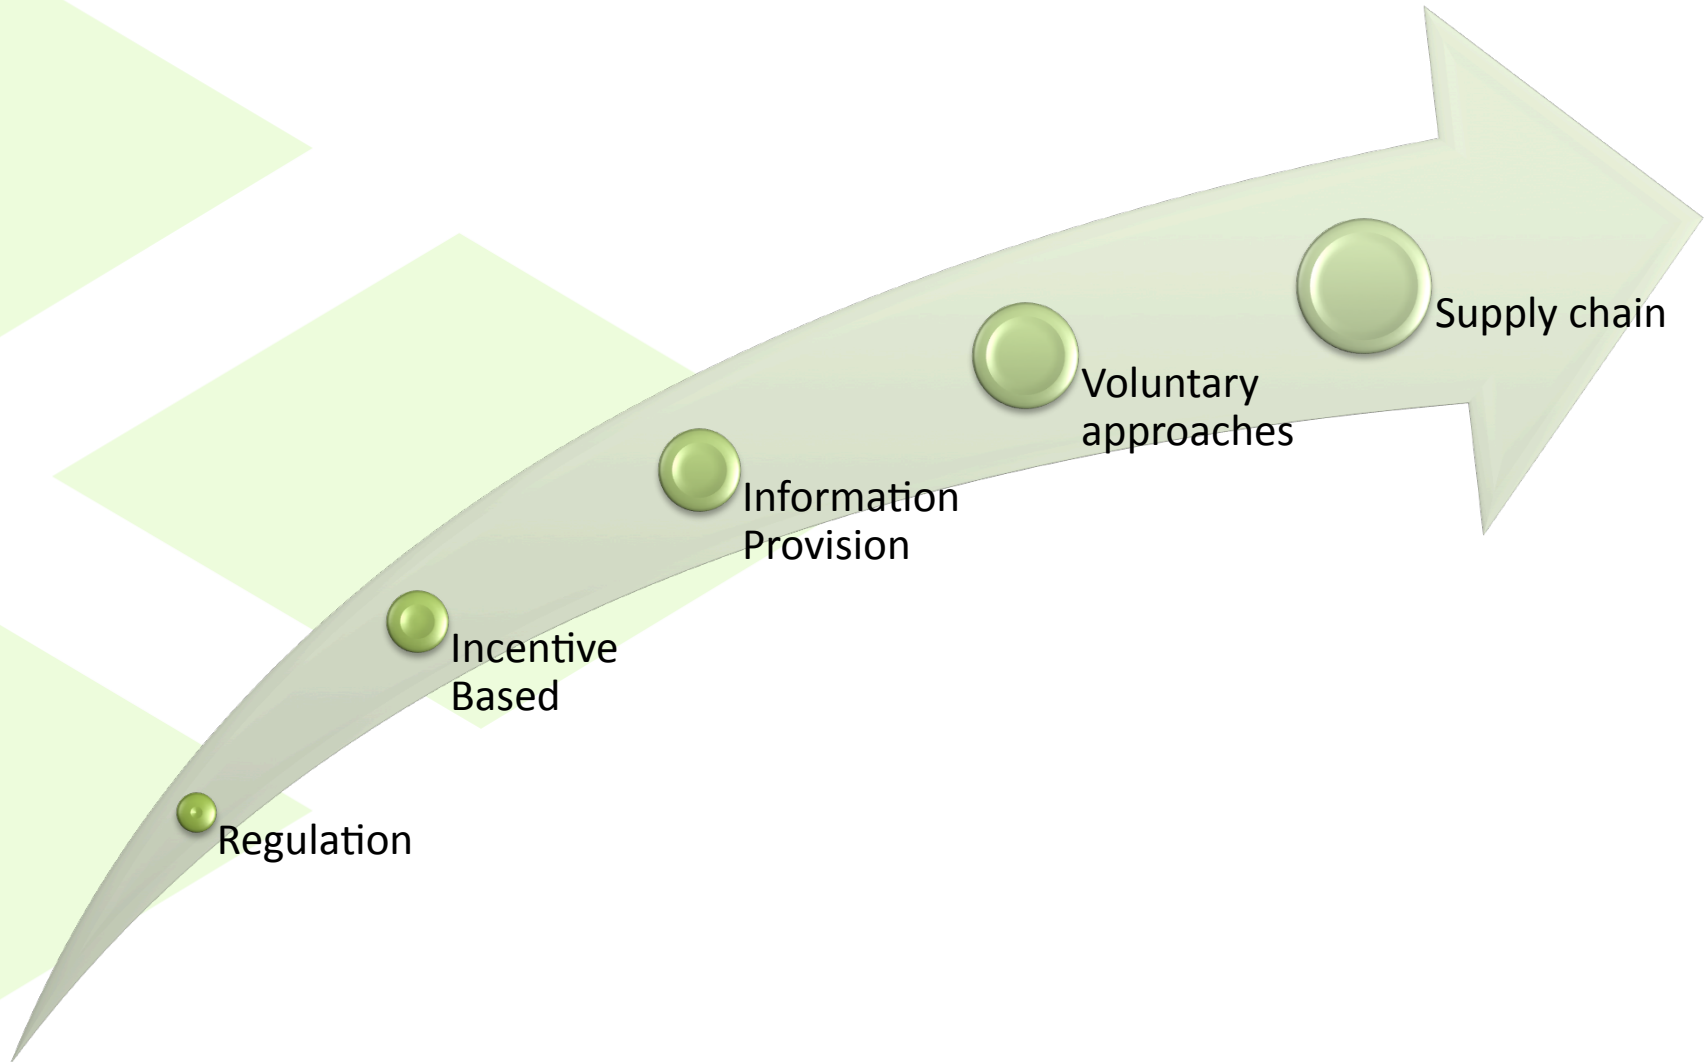 Supply chain
Voluntary
approaches
Information
Provision
Incentive
Based
Regulation